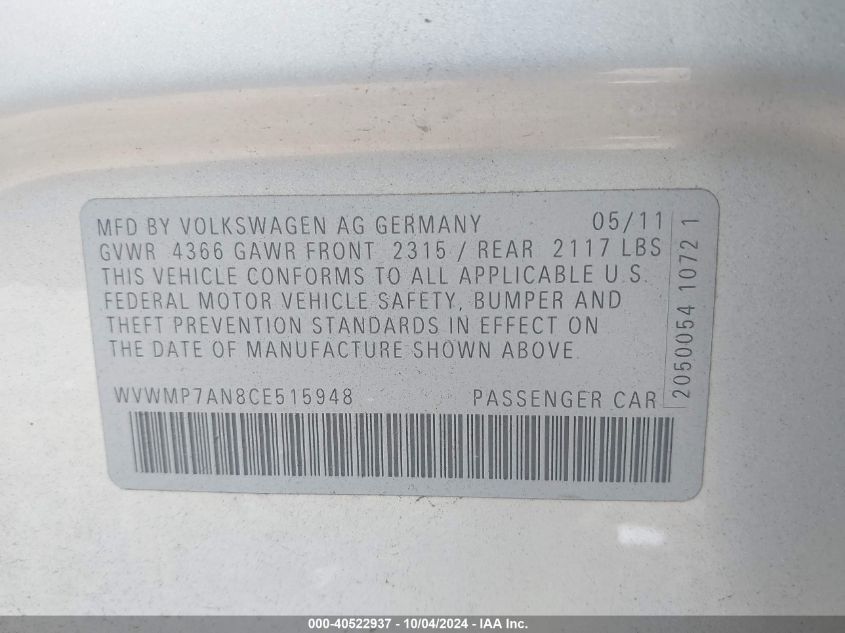 MFD BY VOLKSWAGEN AG GERMANY 05/11
GVWR 4366 GAWR FRONT 2315 / REAR 2117 LBS
THIS VEHICLE CONFORMS TO ALL APPLICABLE U.S.
FEDERAL MOTOR VEHICLE SAFETY, BUMPER AND
THEFT PREVENTION STANDARDS IN EFFECT ON
THE DATE OF MANUFACTURE SHOWN ABOVE.
WVWMP7AN8CE515948 PASSENGER CAR
2050054 1072 1
000-40522937 - 10/04/2024 - IAA Inc.